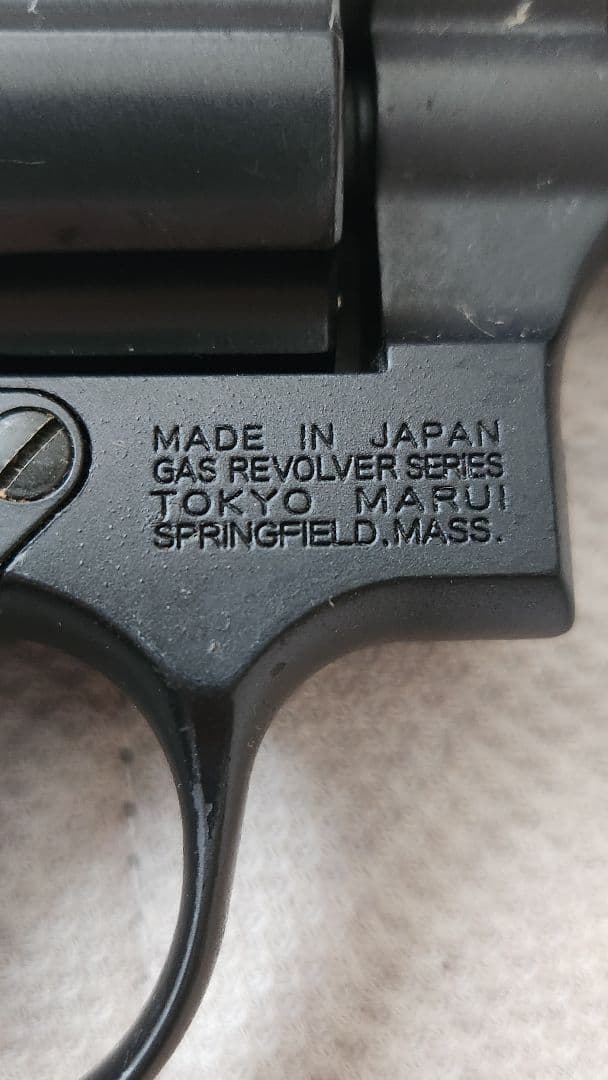 MADE IN JAPAN
GAS REVOLVER SERIES
TOKYO MARUI
SPRINGFIELD.MASS.